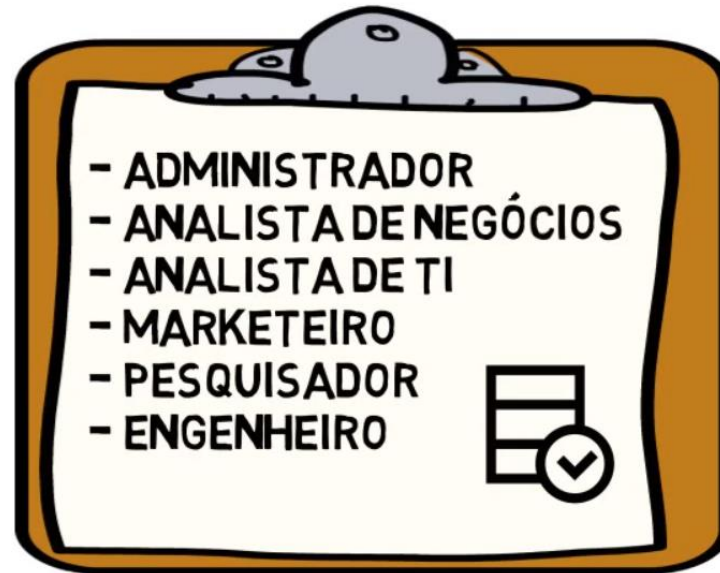 - ADMINISTRADOR
- ANALISTA DE NEGÓCIOS
- ANALISTA DE TI
- MARKETEIRO
- PESQUISADOR
- ENGENHEIRO